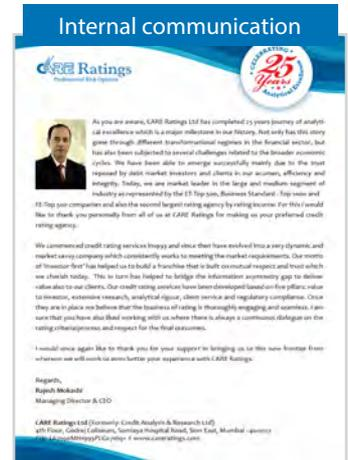 Internal communication
CARE Ratings
Professional Risk Opinion
CELEBRATING
25
Years
As you are aware, CARE Ratings Ltd has completed 25 years journey of analyti-
cal excellence which is a major milestone in our history. Not only has this story
gone through different transformational regimes in the financial sector, but
has also been subjected to several challenges related to the broader economic
cycles. We have been able to emerge successfully mainly due to the trust
reposed by debt market investors and clients in our acumen, efficiency and
integrity. Today, we are market leader in the large and medium segment of
industry as represented by the ET-Top 500, Business Standard - Top 1000 and
FE-Top 500 companies and also the second largest rating agency by rating income. For this I would
like to thank you personally from all of us at CARE Ratings for making us your preferred credit
rating agency.
We commenced credit rating services in 1993 and since then have evolved into a very dynamic and
market savvy company which consistently works to meeting the market requirements. Our motto
of "investor first" has helped us to build a franchise that is built on mutual respect and trust which
we cherish today. This in turn has helped to bridge the information asymmetry gap to deliver
value also to our clients. Our credit rating services have been developed based on five pillars: value
to investor, extensive research, analytical rigour, client service and regulatory compliance. Once
they are in place we believe that the business of rating is thoroughly engaging and seamless. I am
sure that you have also liked working with us where there is always a continuous dialogue on the
rating criteria/process and respect for the final outcomes.
I would once again like to thank you for your support in bringing us to this new frontier from
whereon we will work to even better your experience with CARE Ratings.
Regards,
Rajesh Mokashi
Managing Director & CEO
CARE Ratings Ltd (Formerly: Credit Analysis & Research Ltd)
4th Floor, Godrej Coliseum, Somaiya Hospital Road, Sion East, Mumbai -400022
www.careratings.com